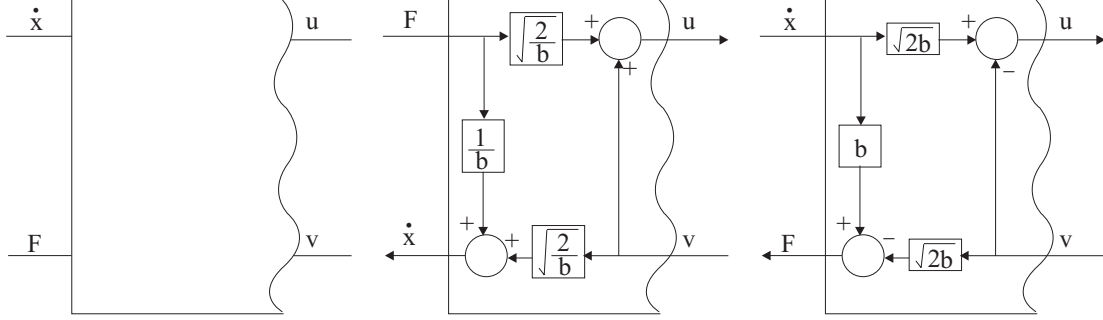 ẋ
u
F
v
F
√(2/b)
+
+
u
1/b
+
+
√(2/b)
ẋ
v
ẋ
√2b
+
−
u
b
+
−
√2b
F
v